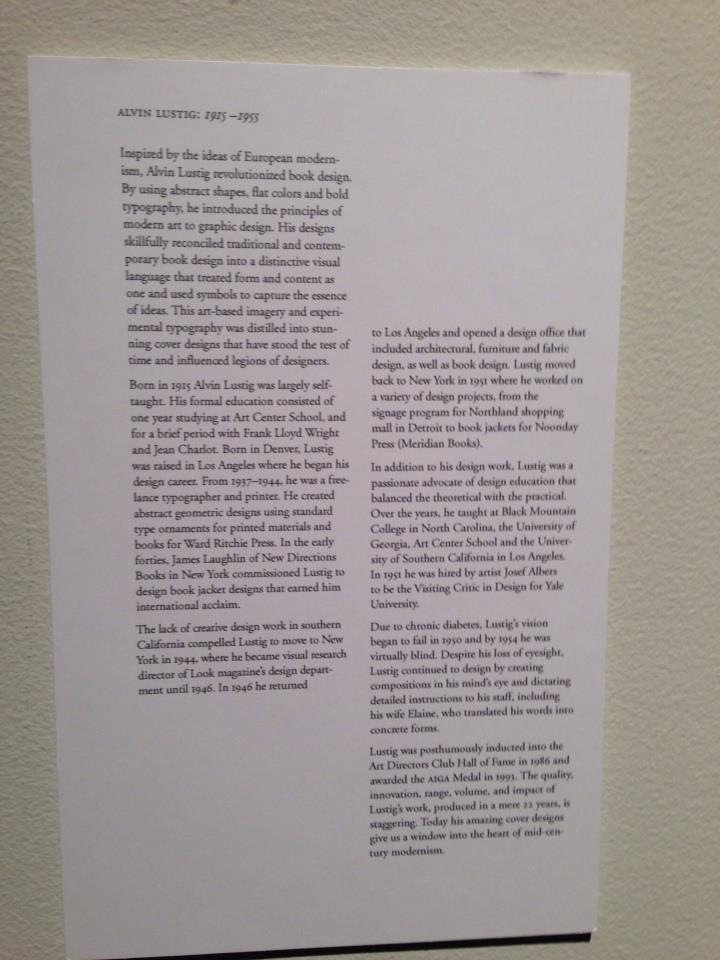 ALVIN LUSTIG: 1915–1955
Inspired by the ideas of European modern-
ism, Alvin Lustig revolutionized book design.
By using abstract shapes, flat colors and bold
typography, he introduced the principles of
modern art to graphic design. His designs
skillfully reconciled traditional and contem-
porary book design into a distinctive visual
language that treated form and content as
one and used symbols to capture the essence
of ideas. This art-based imagery and experi-
mental typography was distilled into stun-
ning cover designs that have stood the test of
time and influenced legions of designers.
Born in 1915 Alvin Lustig was largely self-
taught. His formal education consisted of
one year studying at Art Center School, and
for a brief period with Frank Lloyd Wright
and Jean Charlot. Born in Denver, Lustig
was raised in Los Angeles where he began his
design career. From 1937–1944, he was a free-
lance typographer and printer. He created
abstract geometric designs using standard
type ornaments for printed materials and
books for Ward Ritchie Press. In the early
forties, James Laughlin of New Directions
Books in New York commissioned Lustig to
design book jacket designs that earned him
international acclaim.
The lack of creative design work in southern
California compelled Lustig to move to New
York in 1944, where he became visual research
director of Look magazine's design depart-
ment until 1946. In 1946 he returned
to Los Angeles and opened a design office that
included architectural, furniture and fabric
design, as well as book design. Lustig moved
back to New York in 1951 where he worked on
a variety of design projects, from the
signage program for Northland shopping
mall in Detroit to book jackets for Noonday
Press (Meridian Books).
In addition to his design work, Lustig was a
passionate advocate of design education that
balanced the theoretical with the practical.
Over the years, he taught at Black Mountain
College in North Carolina, the University of
Georgia, Art Center School and the Univer-
sity of Southern California in Los Angeles.
In 1951 he was hired by artist Josef Albers
to be the Visiting Critic in Design for Yale
University.
Due to chronic diabetes, Lustig's vision
began to fail in 1950 and by 1954 he was
virtually blind. Despite his loss of eyesight,
Lustig continued to design by creating
compositions in his mind's eye and dictating
detailed instructions to his staff, including
his wife Elaine, who translated his words into
concrete forms.
Lustig was posthumously inducted into the
Art Directors Club Hall of Fame in 1986 and
awarded the AIGA Medal in 1993. The quality,
innovation, range, volume, and impact of
Lustig's work, produced in a mere 22 years, is
staggering. Today his amazing cover designs
give us a window into the heart of mid-cen-
tury modernism.